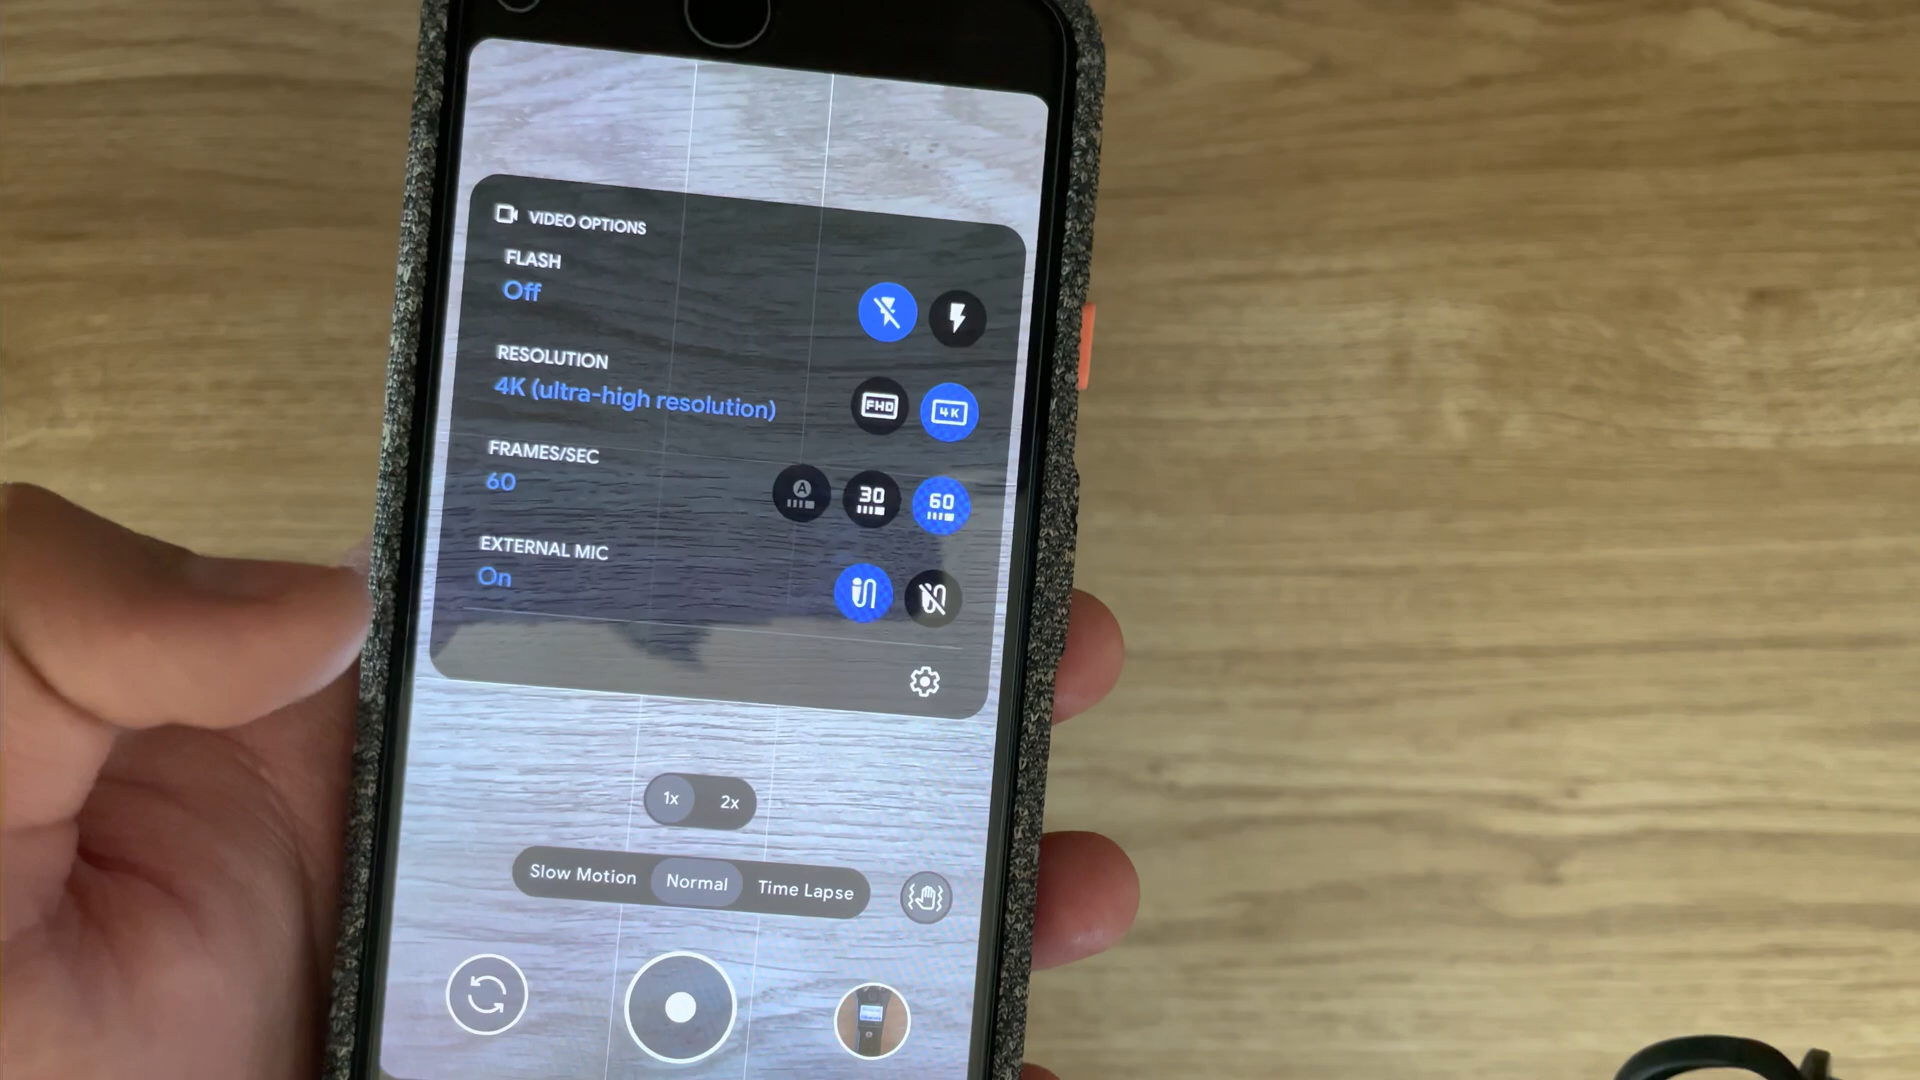 VIDEO OPTIONS
FLASH
Off
RESOLUTION
4K (ultra-high resolution)
FHD 4K
FRAMES/SEC
60
A 30 60
EXTERNAL MIC
On
1x 2x
Slow Motion Normal Time Lapse